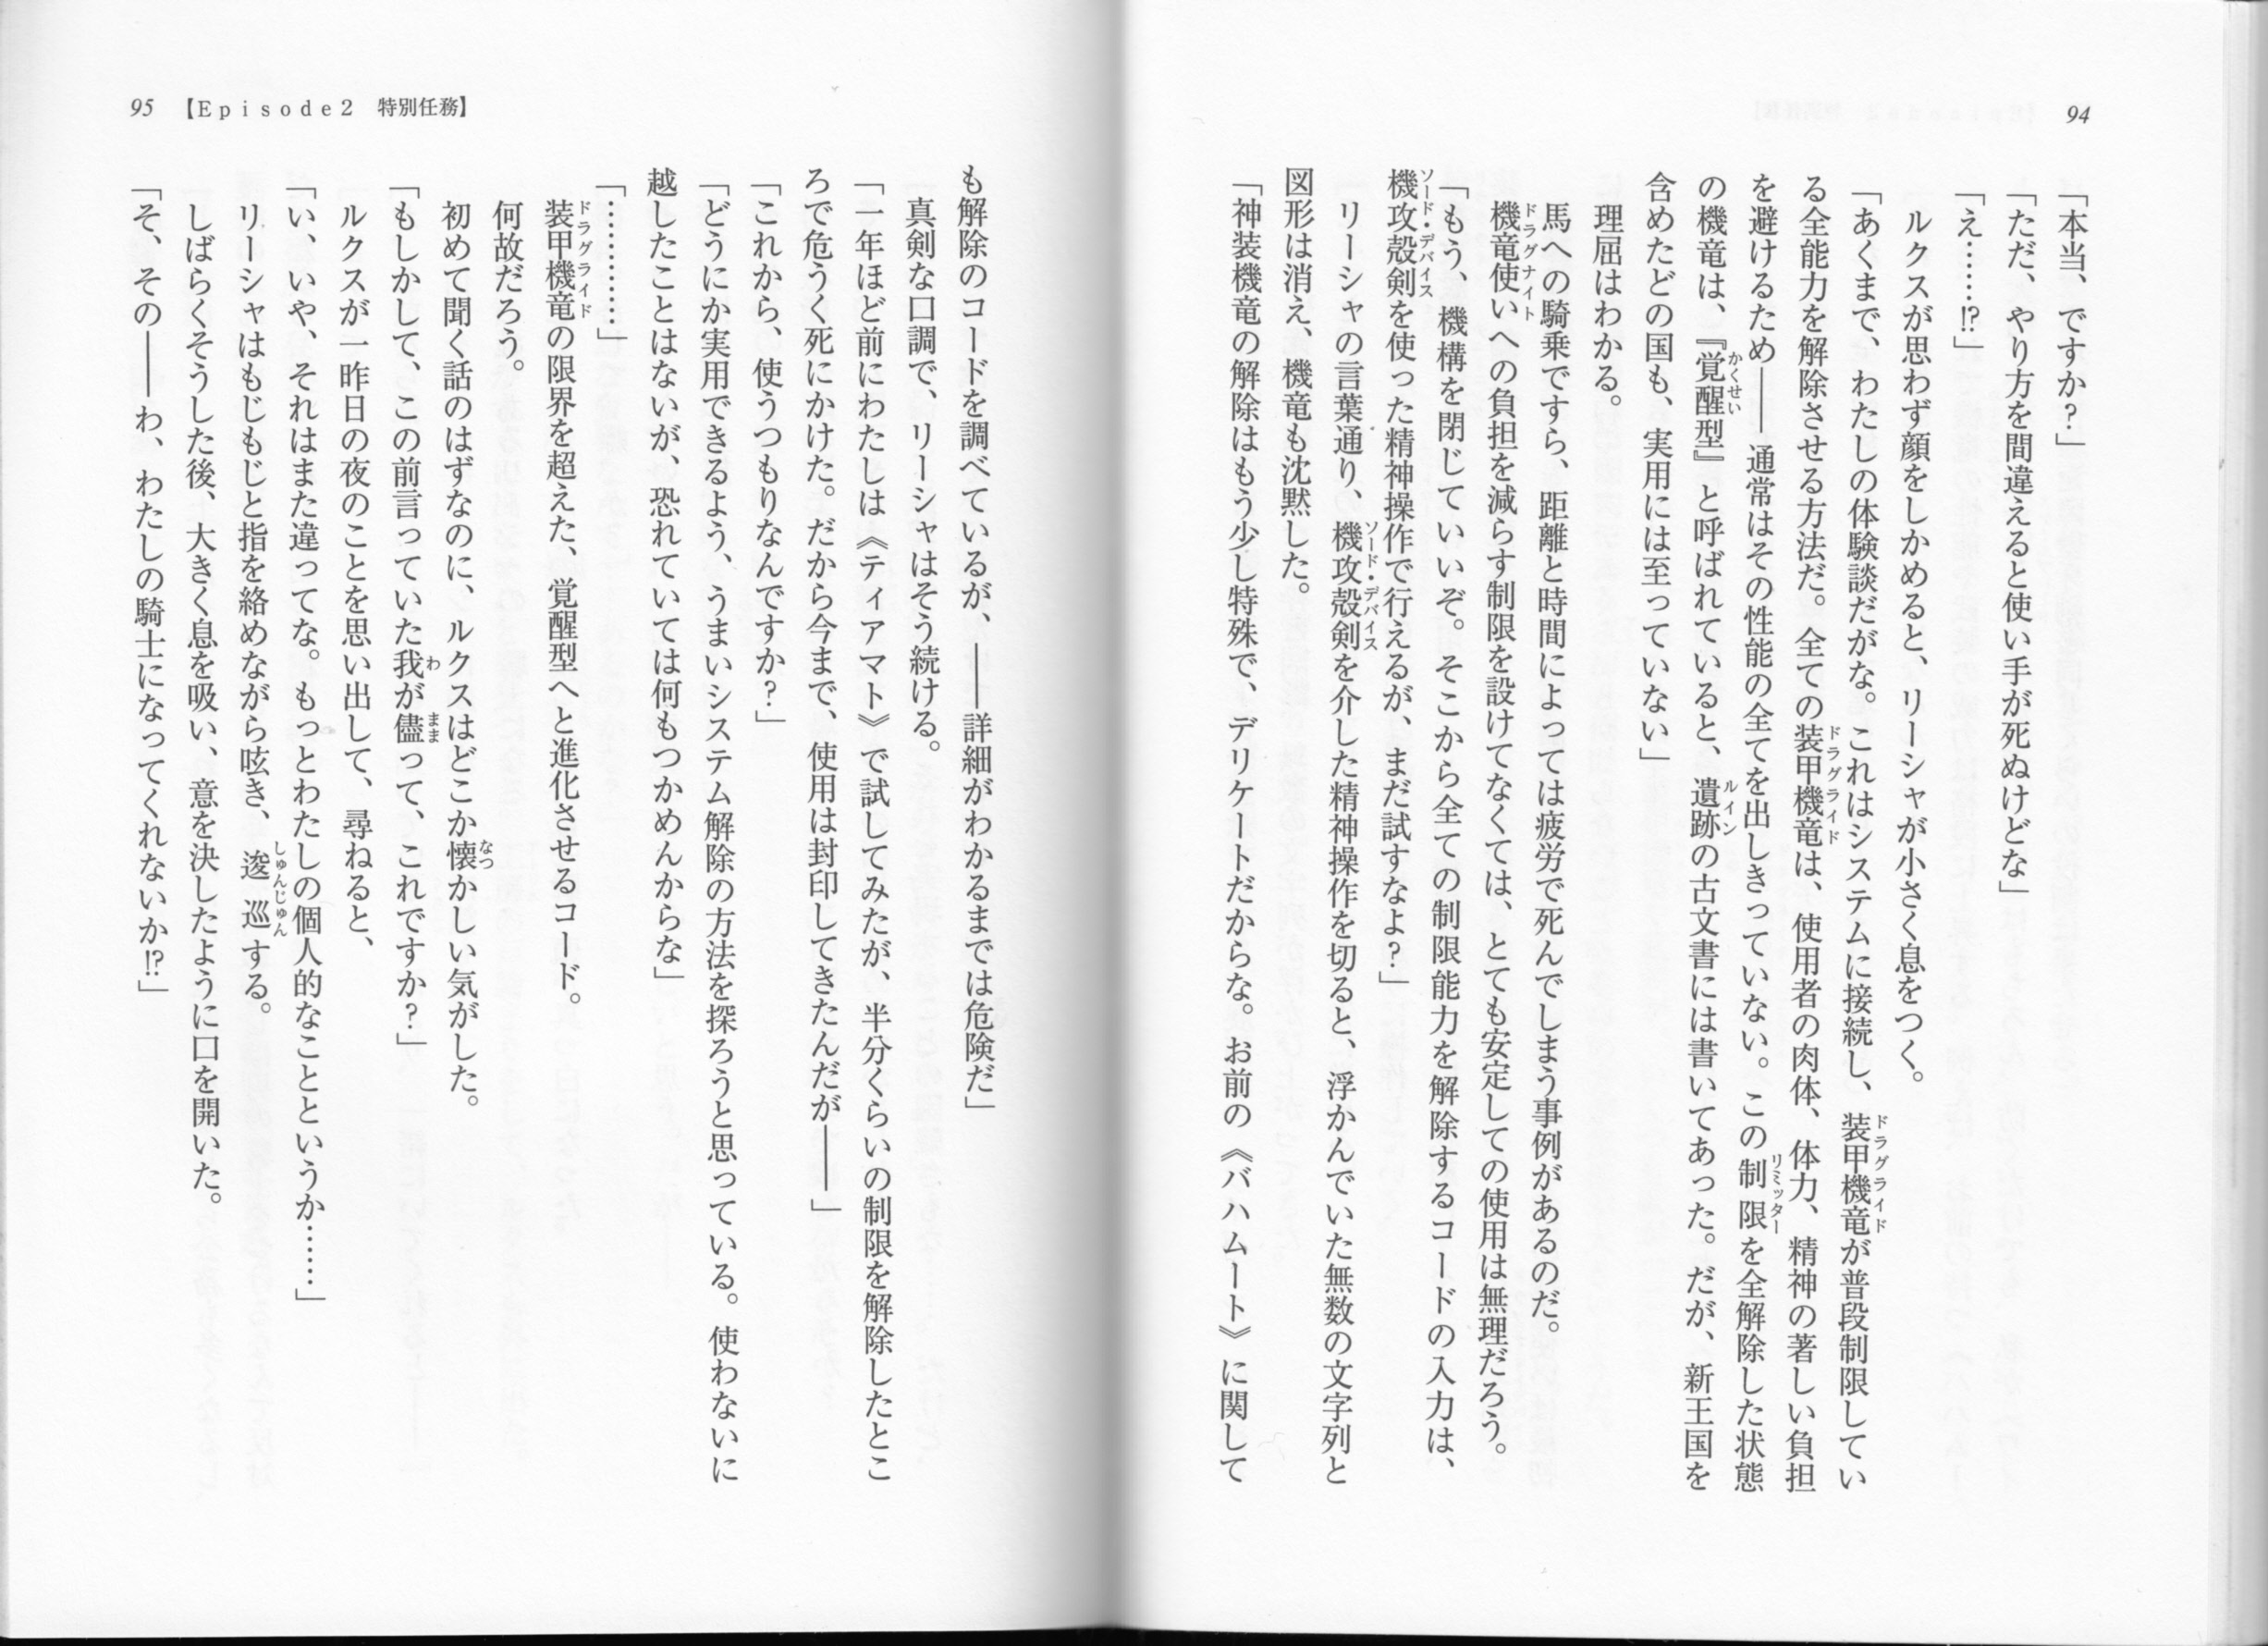 94
「本当、ですか?」
「ただ、やり方を間違えると使い手が死ぬけどな」
「え……!?」
ルクスが思わず顔をしかめると、リーシャが小さく息をつく。
「あくまで、わたしの体験談だがな。これはシステムに接続し、装甲機竜が普段制限してい
る全能力を解除させる方法だ。全ての装甲機竜は、使用者の肉体、体力、精神の著しい負担
を避けるため――通常はその性能の全てを出しきっていない。この制限を全解除した状態
の機竜は、『覚醒型』と呼ばれていると、遺跡の古文書には書いてあった。だが、新王国を
含めたどの国も、実用には至っていない」
理屈はわかる。
馬への騎乗ですら、距離と時間によっては疲労で死んでしまう事例があるのだ。
機竜使いへの負担を減らす制限を設けてなくては、とても安定しての使用は無理だろう。
「もう、機構を閉じていいぞ。そこから全ての制限能力を解除するコードの入力は、
機攻殻剣を使った精神操作で行えるが、まだ試すなよ?」
リーシャの言葉通り、機攻殻剣を介した精神操作を切ると、浮かんでいた無数の文字列と
図形は消え、機竜も沈黙した。
「神装機竜の解除はもう少し特殊で、デリケートだからな。お前の《バハムート》に関して
95 【Episode2 特別任務】
も解除のコードを調べているが、――詳細がわかるまでは危険だ」
真剣な口調で、リーシャはそう続ける。
「一年ほど前にわたしは《ティアマト》で試してみたが、半分くらいの制限を解除したとこ
ろで危うく死にかけた。だから今まで、使用は封印してきたんだが――」
「これから、使うつもりなんですか?」
「どうにか実用できるよう、うまいシステム解除の方法を探ろうと思っている。使わないに
越したことはないが、恐れていては何もつかめんからな」
「…………」
装甲機竜の限界を超えた、覚醒型へと進化させるコード。
何故だろう。
初めて聞く話のはずなのに、ルクスはどこか懐かしい気がした。
「もしかして、この前言っていた我が儘って、これですか?」
ルクスが一昨日の夜のことを思い出して、尋ねると、
「い、いや、それはまた違ってな。もっとわたしの個人的なことというか……」
リーシャはもじもじと指を絡めながら呟き、逡巡する。
しばらくそうした後、大きく息を吸い、意を決したように口を開いた。
「そ、その――わ、わたしの騎士になってくれないか!?」